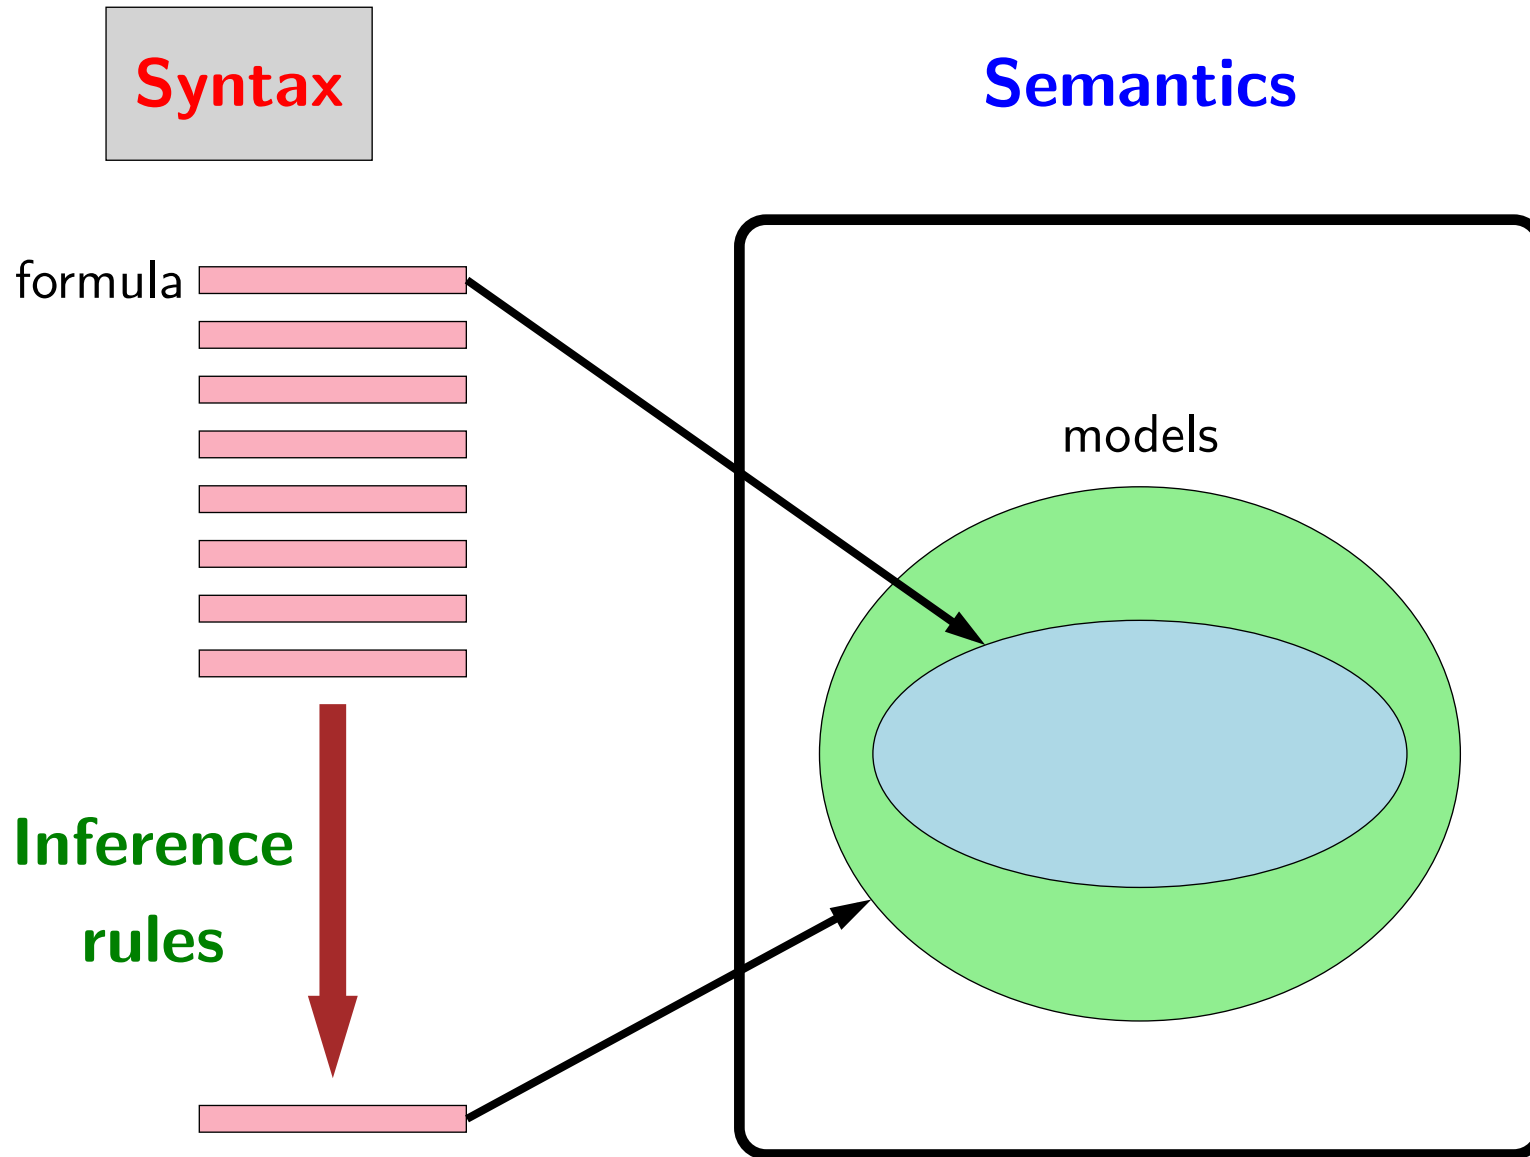 Syntax
Semantics
formula
models
Inference
rules